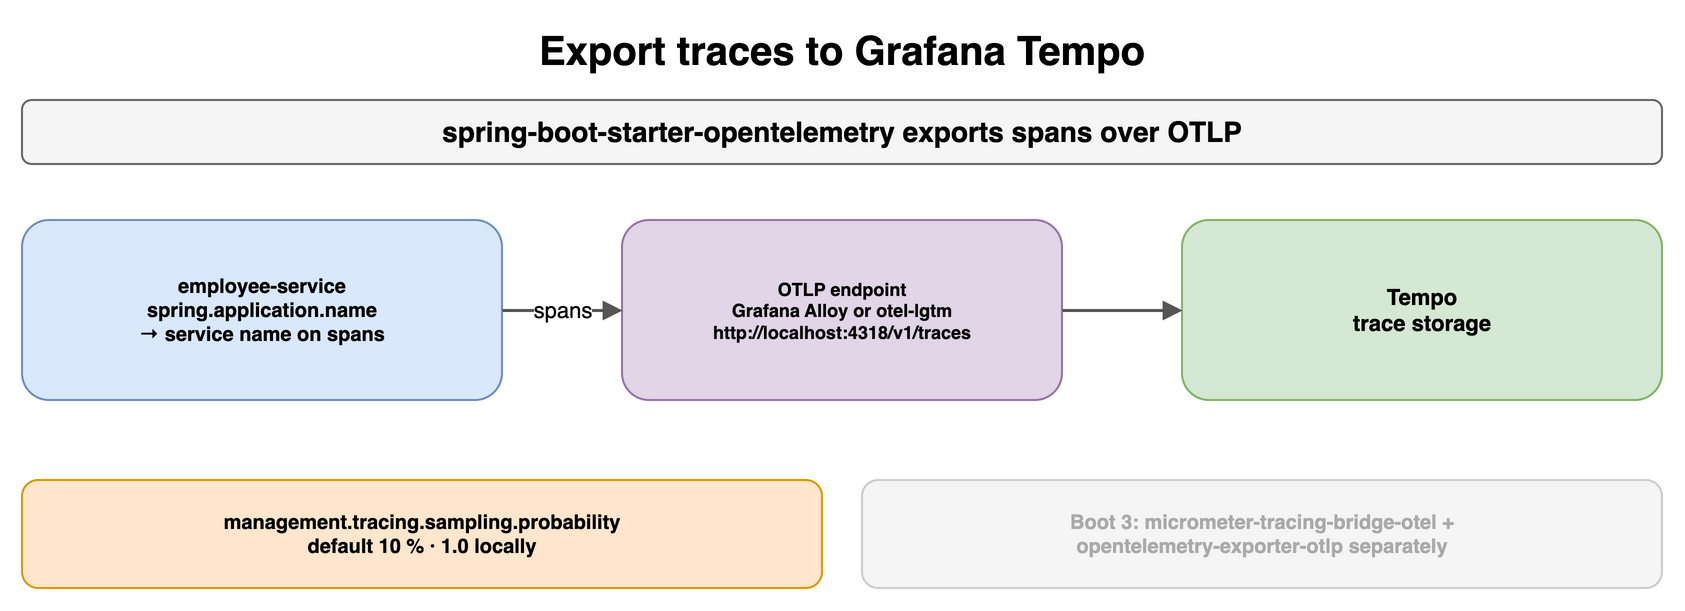 Export traces to Grafana Tempo
spring-boot-starter-opentelemetry exports spans over OTLP
employee-service
spring.application.name
→ service name on spans
spans
OTLP endpoint
Grafana Alloy or otel-lgtm
http://localhost:4318/v1/traces
Tempo
trace storage
management.tracing.sampling.probability
default 10 % · 1.0 locally
Boot 3: micrometer-tracing-bridge-otel +
opentelemetry-exporter-otlp separately